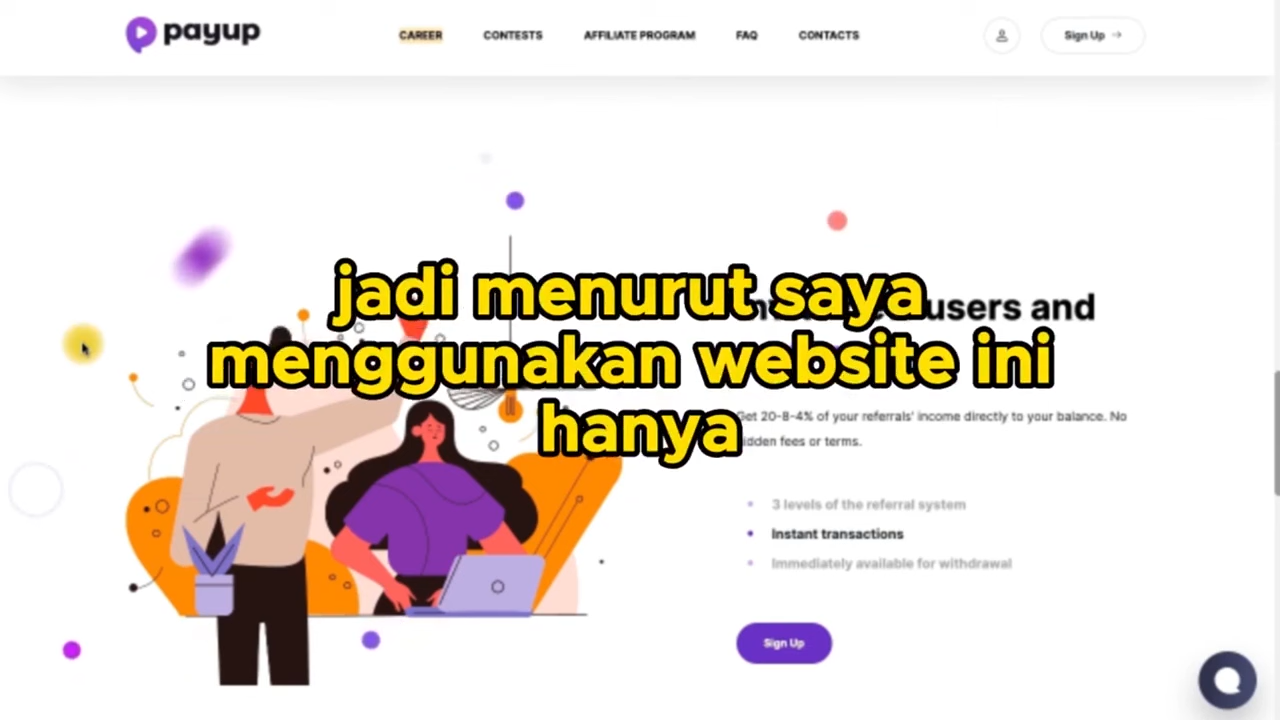 payup
CAREER CONTESTS AFFILIATE PROGRAM FAQ CONTACTS Sign Up
jadi menurut saya
menggunakan website ini
hanya
users and
Get 20-8-4% of your referrals' income directly to your balance. No
hidden fees or terms.
3 levels of the referral system
Instant transactions
Immediately available for withdrawal
Sign Up